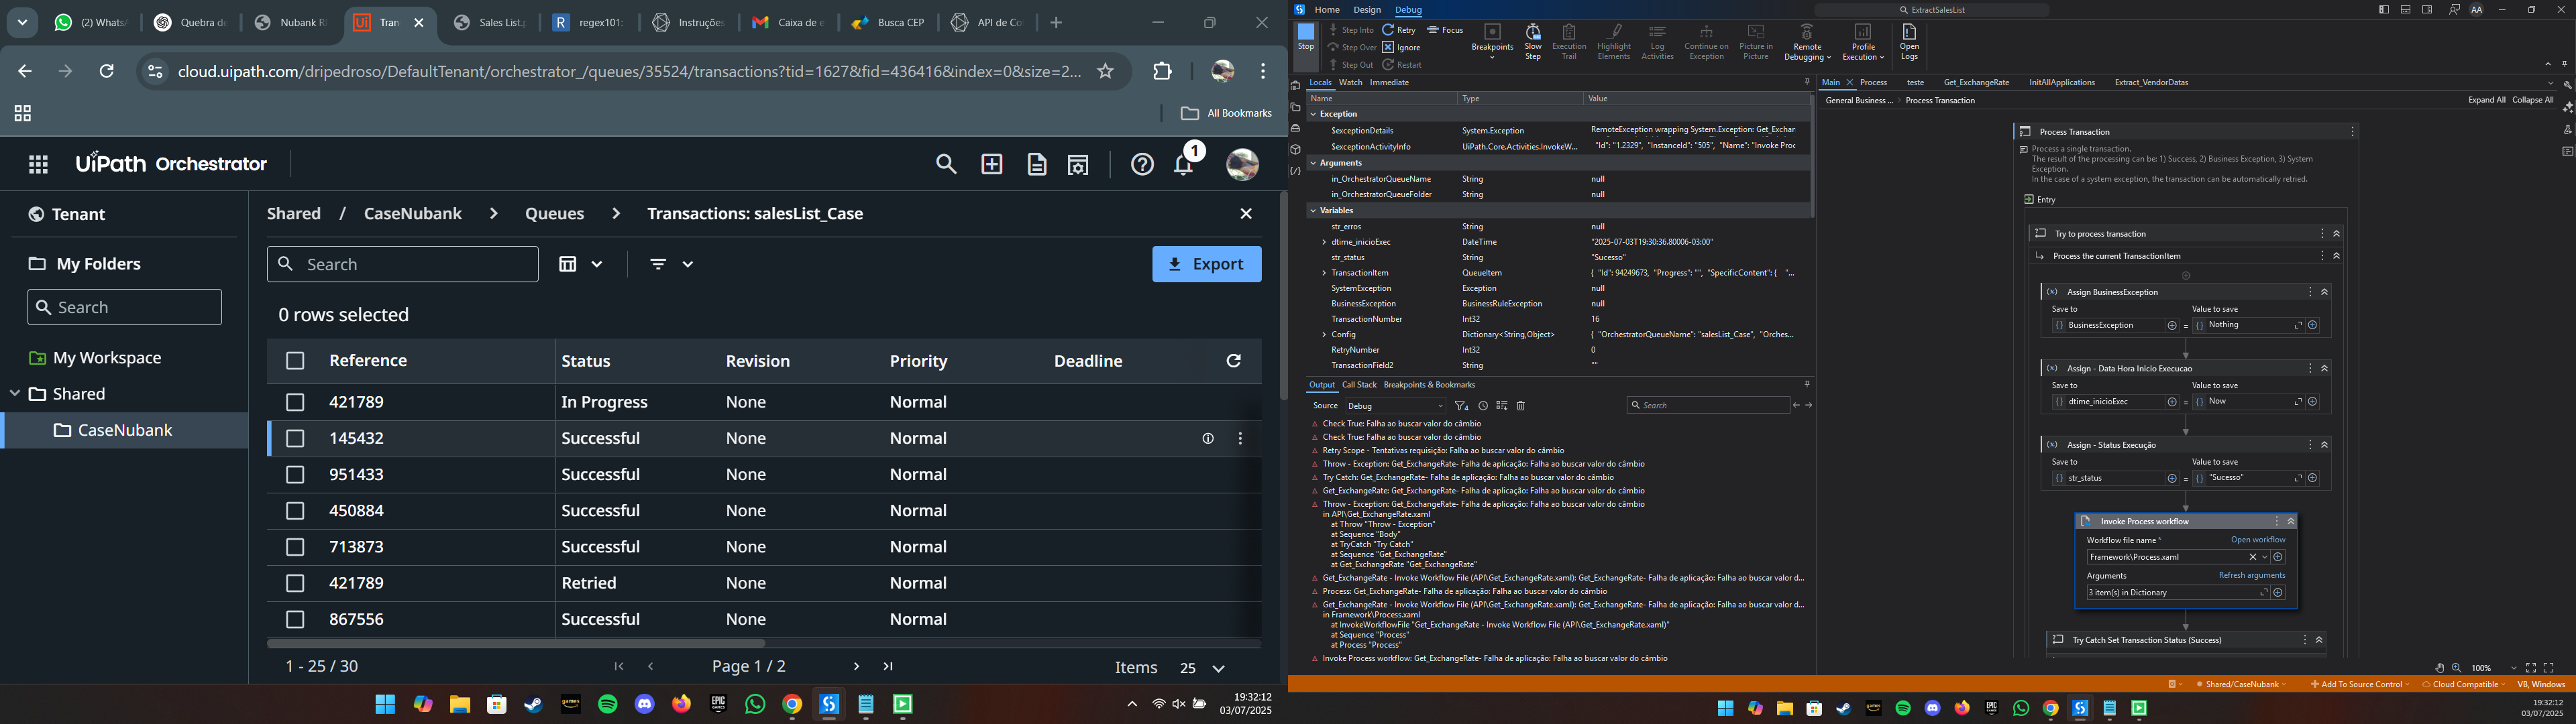 (2) WhatsA
Quebra de
Nubank R
Tran
Sales List.p
regex101:
Instruções
Caixa de e
Busca CEP
API de Co
cloud.uipath.com/dripedroso/DefaultTenant/orchestrator_/queues/35524/transactions?tid=1627&fid=436416&index=0&size=2...
All Bookmarks
UiPath Orchestrator
1
Tenant
My Folders
Search
My Workspace
Shared
CaseNubank
Shared / CaseNubank > Queues > Transactions: salesList_Case
Search
Export
0 rows selected
Reference Status Revision Priority Deadline
421789 In Progress None Normal
145432 Successful None Normal
951433 Successful None Normal
450884 Successful None Normal
713873 Successful None Normal
421789 Retried None Normal
867556 Successful None Normal
1 - 25 / 30 Page 1 / 2 Items 25
19:32:12
03/07/2025
Home Design Debug
ExtractSalesList
AA
Stop
Step Into Retry Focus
Step Over Ignore
Step Out Restart
Breakpoints
Slow Step
Execution Trail
Highlight Elements
Log Activities
Continue on Exception
Picture in Picture
Remote Debugging
Profile Execution
Open Logs
Locals Watch Immediate
Name Type Value
Exception
$exceptionDetails System.Exception RemoteException wrapping System.Exception: Get_Exchan
$exceptionActivityInfo UiPath.Core.Activities.InvokeW... "Id": "1.2329", "InstanceId": "505", "Name": "Invoke Proc
Arguments
in_OrchestratorQueueName String null
in_OrchestratorQueueFolder String null
Variables
str_erros String null
dtime_inicioExec DateTime "2025-07-03T19:30:36.80006-03:00"
str_status String "Sucesso"
TransactionItem QueueItem { "Id": 94249673, "Progress": "", "SpecificContent": { "...
SystemException Exception null
BusinessException BusinessRuleException null
TransactionNumber Int32 16
Config Dictionary<String,Object> { "OrchestratorQueueName": "salesList_Case", "Orches...
RetryNumber Int32 0
TransactionField2 String ""
Output Call Stack Breakpoints & Bookmarks
Source Debug
4
Search
Check True: Falha ao buscar valor do câmbio
Check True: Falha ao buscar valor do câmbio
Retry Scope - Tentativas requisição: Falha ao buscar valor do câmbio
Throw - Exception: Get_ExchangeRate- Falha de aplicação: Falha ao buscar valor do câmbio
Try Catch: Get_ExchangeRate- Falha de aplicação: Falha ao buscar valor do câmbio
Get_ExchangeRate: Get_ExchangeRate- Falha de aplicação: Falha ao buscar valor do câmbio
Throw - Exception: Get_ExchangeRate- Falha de aplicação: Falha ao buscar valor do câmbio
in API\Get_ExchangeRate.xaml
at Throw "Throw - Exception"
at Sequence "Body"
at TryCatch "Try Catch"
at Sequence "Get_ExchangeRate"
at Get_ExchangeRate "Get_ExchangeRate"
Get_ExchangeRate - Invoke Workflow File (API\Get_ExchangeRate.xaml): Get_ExchangeRate- Falha de aplicação: Falha ao buscar valor d...
Process: Get_ExchangeRate- Falha de aplicação: Falha ao buscar valor do câmbio
Get_ExchangeRate - Invoke Workflow File (API\Get_ExchangeRate.xaml): Get_ExchangeRate- Falha de aplicação: Falha ao buscar valor d...
in Framework\Process.xaml
at InvokeWorkflowFile "Get_ExchangeRate - Invoke Workflow File (API\Get_ExchangeRate.xaml)"
at Sequence "Process"
at Process "Process"
Invoke Process workflow: Get_ExchangeRate- Falha de aplicação: Falha ao buscar valor do câmbio
Main Process teste Get_ExchangeRate InitAllApplications Extract_VendorDatas
General Business ... > Process Transaction
Expand All Collapse All
Process Transaction
Process a single transaction.
The result of the processing can be: 1) Success, 2) Business Exception, 3) System
Exception.
In the case of a system exception, the transaction can be automatically retried.
Entry
Try to process transaction
Process the current TransactionItem
Assign BusinessException
Save to Value to save
BusinessException = Nothing
Assign - Data Hora Inicio Execucao
Save to Value to save
dtime_inicioExec = Now
Assign - Status Execução
Save to Value to save
str_status = "Sucesso"
Invoke Process workflow
Workflow file name * Open workflow
Framework\Process.xaml
Arguments Refresh arguments
3 item(s) in Dictionary
Try Catch Set Transaction Status (Success)
100%
Shared/CaseNubank
Add To Source Control
Cloud Compatible
VB, Windows
19:32:12
03/07/2025